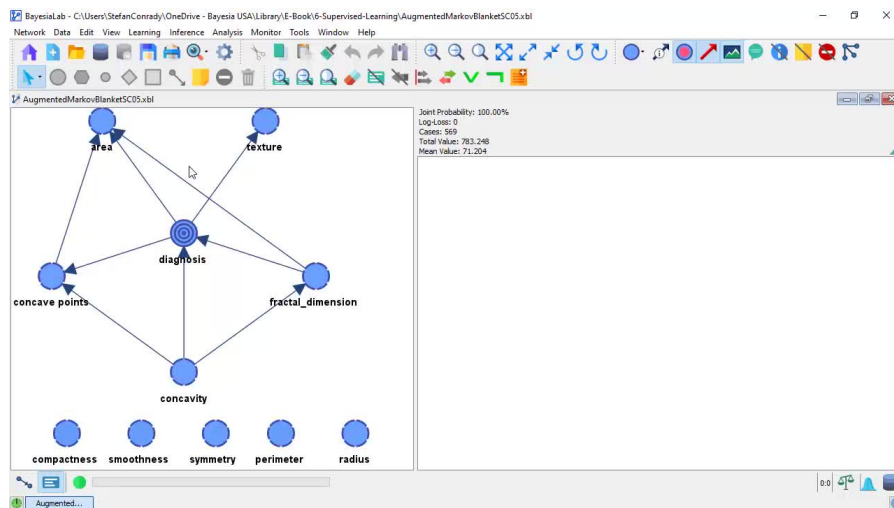 BayesiaLab - C:\Users\StefanConrady\OneDrive - Bayesia USA\Library\E-Book\6-Supervised-Learning\AugmentedMarkovBlanketSC05.xbl
Network Data Edit View Learning Inference Analysis Monitor Tools Window Help
AugmentedMarkovBlanketSC05.xbl
Joint Probability: 100.00%
Log-Loss: 0
Cases: 569
Total Value: 783.248
Mean Value: 71.204
area
texture
diagnosis
concave points
fractal_dimension
concavity
compactness smoothness symmetry perimeter radius
0:0
Augmented...